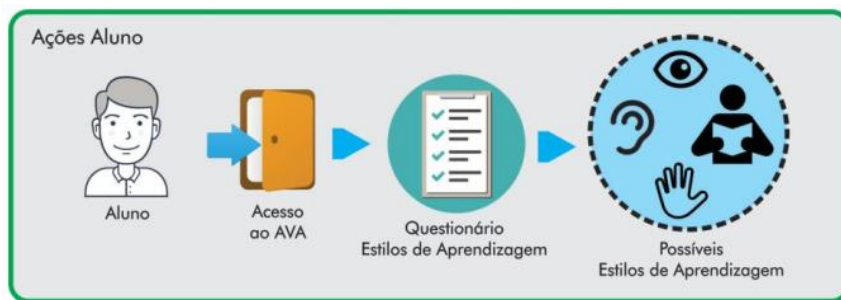 Ações Aluno
Aluno
Acesso
ao AVA
Questionário
Estilos de Aprendizagem
Possíveis
Estilos de Aprendizagem